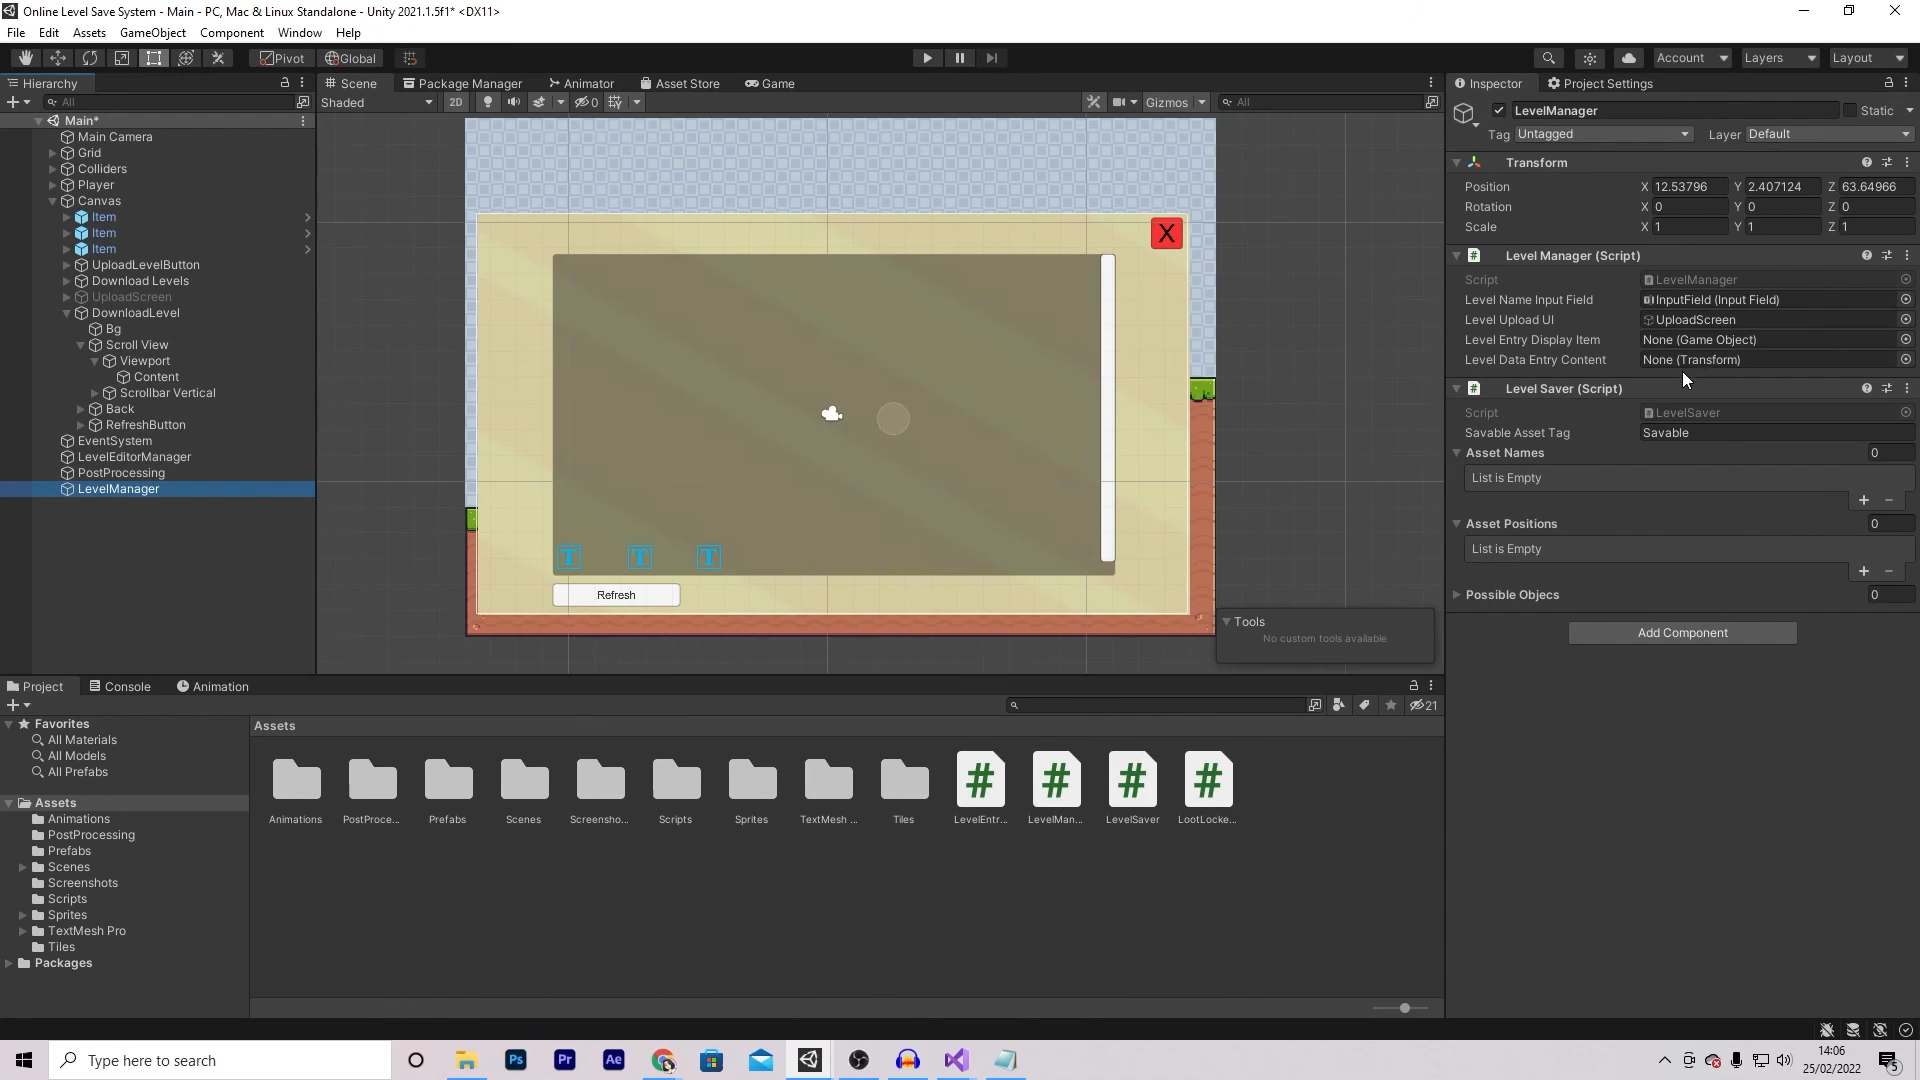 Online Level Save System - Main - PC, Mac & Linux Standalone - Unity 2021.1.5f1* <DX11>
File Edit Assets GameObject Component Window Help
Pivot Global Account Layers Layout
Hierarchy Scene Package Manager Animator Asset Store Game Inspector Project Settings
All Shaded 2D 0 Gizmos All
LevelManager Static
Tag Untagged Layer Default
Main*
Main Camera
Grid
Colliders
Player
Canvas
Item
Item
Item
UploadLevelButton
Download Levels
UploadScreen
DownloadLevel
Bg
Scroll View
Viewport
Content
Scrollbar Vertical
Back
RefreshButton
EventSystem
LevelEditorManager
PostProcessing
LevelManager
X
T T T
Refresh
Tools
No custom tools available
Transform
Position X 12.53796 Y 2.407124 Z 63.64966
Rotation X 0 Y 0 Z 0
Scale X 1 Y 1 Z 1
Level Manager (Script)
Script LevelManager
Level Name Input Field InputField (Input Field)
Level Upload UI UploadScreen
Level Entry Display Item None (Game Object)
Level Data Entry Content None (Transform)
Level Saver (Script)
Script LevelSaver
Savable Asset Tag Savable
Asset Names 0
List is Empty
Asset Positions 0
List is Empty
Possible Objecs 0
Add Component
Project Console Animation
21
Favorites
All Materials
All Models
All Prefabs
Assets
Animations
PostProcessing
Prefabs
Scenes
Screenshots
Scripts
Sprites
TextMesh Pro
Tiles
Packages
Assets
Animations PostProce... Prefabs Scenes Screensho... Scripts Sprites TextMesh ... Tiles LevelEntr... LevelMan... LevelSaver LootLocke...
Type here to search
Ps Pr Ae
14:06
25/02/2022
5